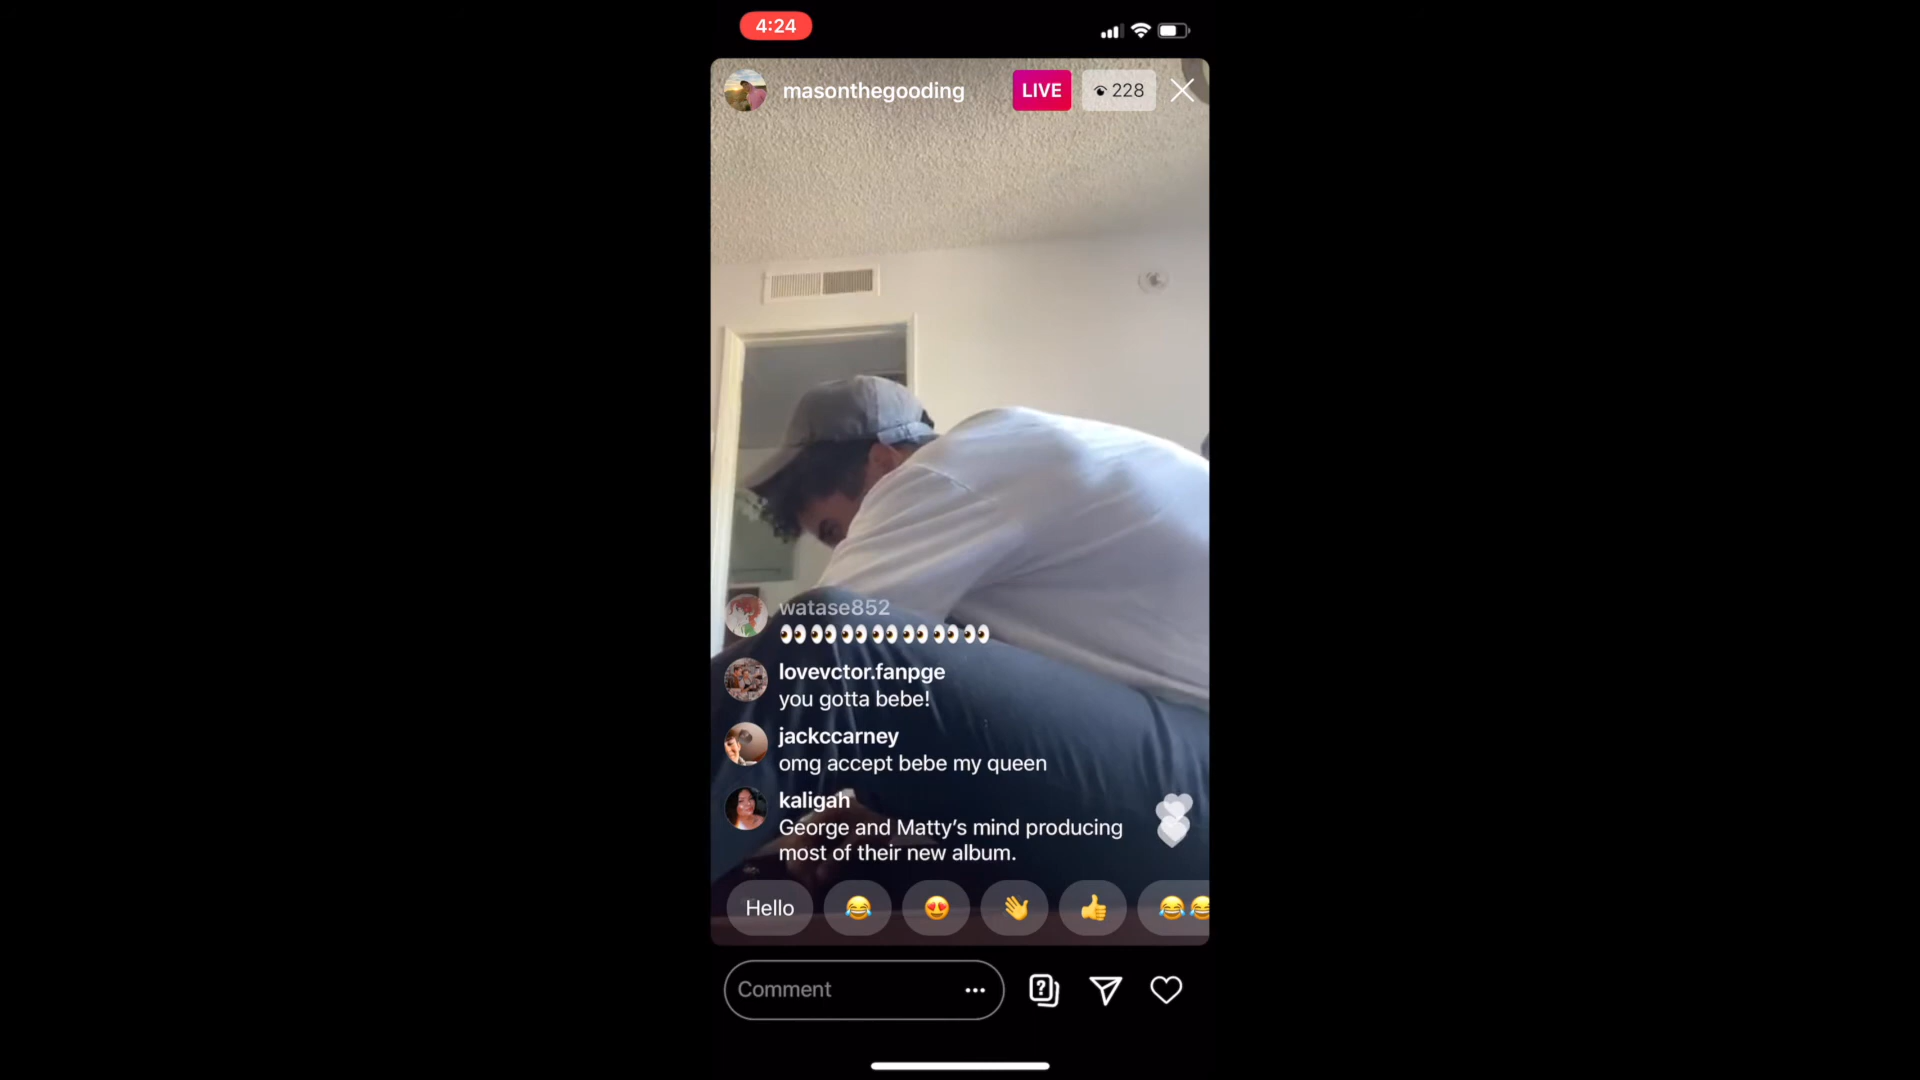 4:24
masonthegooding
LIVE
228
watase852
👀👀👀👀👀👀👀
lovevctor.fanpge
you gotta bebe!
jackccarney
omg accept bebe my queen
kaligah
George and Matty’s mind producing
most of their new album.
Hello 😂 😍 👋 👍 😂😂
Comment